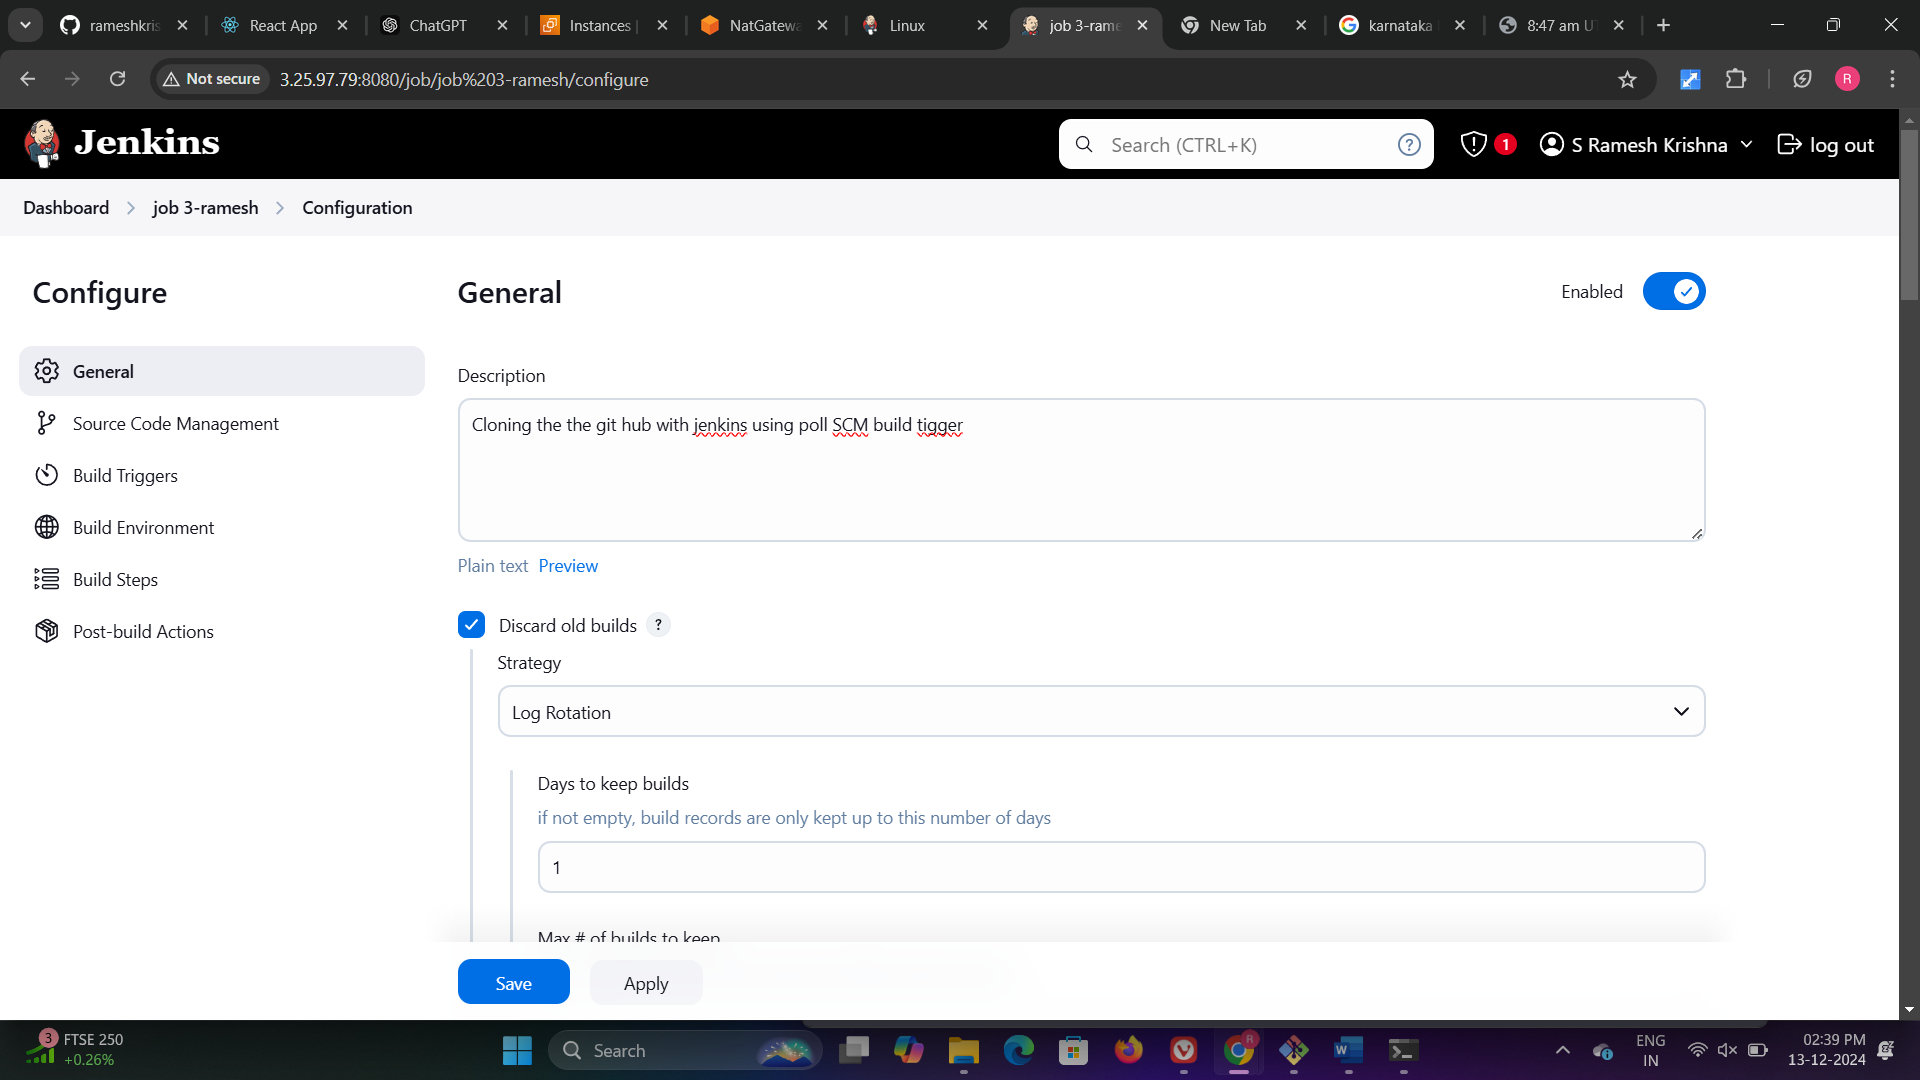 rameshkris
React App
ChatGPT
Instances |
NatGatewa
Linux
job 3-rame
New Tab
karnataka
8:47 am U
Not secure
3.25.97.79:8080/job/job%203-ramesh/configure
R
Jenkins
Search (CTRL+K)
?
1
S Ramesh Krishna
log out
Dashboard
job 3-ramesh
Configuration
Configure
General
Source Code Management
Build Triggers
Build Environment
Build Steps
Post-build Actions
General
Enabled
Description
Cloning the the git hub with jenkins using poll SCM build tigger
Plain text Preview
Discard old builds ?
Strategy
Log Rotation
Days to keep builds
if not empty, build records are only kept up to this number of days
1
Max # of builds to keep
Save
Apply
3
FTSE 250
+0.26%
Search
R
ENG
IN
02:39 PM
13-12-2024